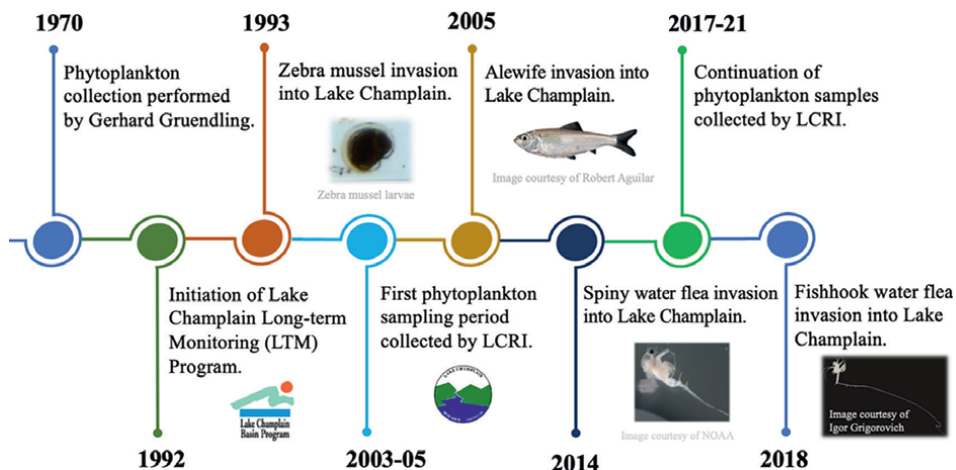 1970
1993
2005
2017-21
Phytoplankton
collection performed
by Gerhard Gruendling.
Zebra mussel invasion
into Lake Champlain.
Zebra mussel larvae
Alewife invasion into
Lake Champlain.
Image courtesy of Robert Aguilar
Continuation of
phytoplankton samples
collected by LCRI.
Initiation of Lake
Champlain Long-term
Monitoring (LTM)
Program.
Lake Champlain
Basin Program
First phytoplankton
sampling period
collected by LCRI.
LAKE CHAMPLAIN
Spiny water flea invasion
into Lake Champlain.
Image courtesy of NOAA
Fishhook water flea
invasion into Lake
Champlain.
Image courtesy of
Igor Grigorovich
1992
2003-05
2014
2018